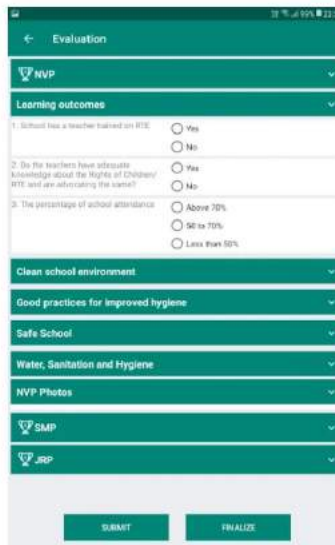 99%
Evaluation
NVP
Learning outcomes
1. School has a teacher trained on RTE
Yes
No
2. Do the teachers have adequate
knowledge about the Rights of Children/
RTE and are advocating the same?
Yes
No
3. The percentage of school attendance
Above 70%
50 to 70%
Less than 50%
Clean school environment
Good practices for improved hygiene
Safe School
Water, Sanitation and Hygiene
NVP Photos
SMP
JRP
SUBMIT
FINALIZE